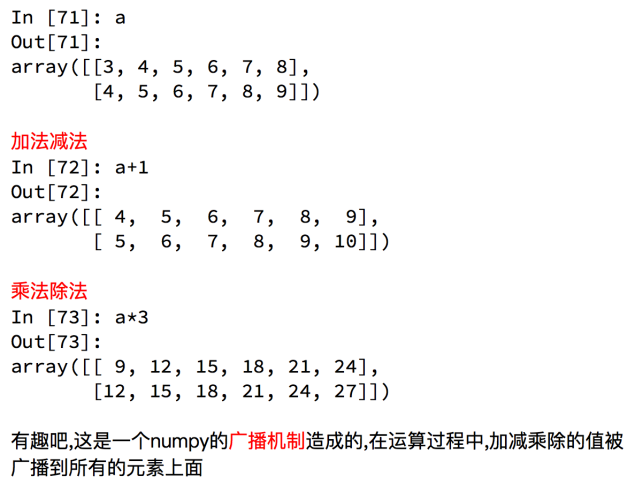 In [71]: a
Out[71]:
array([[3, 4, 5, 6, 7, 8],
       [4, 5, 6, 7, 8, 9]])
加法减法
In [72]: a+1
Out[72]:
array([[ 4,  5,  6,  7,  8,  9],
       [ 5,  6,  7,  8,  9, 10]])
乘法除法
In [73]: a*3
Out[73]:
array([[ 9, 12, 15, 18, 21, 24],
       [12, 15, 18, 21, 24, 27]])
有趣吧,这是一个numpy的广播机制造成的,在运算过程中,加减乘除的值被
广播到所有的元素上面